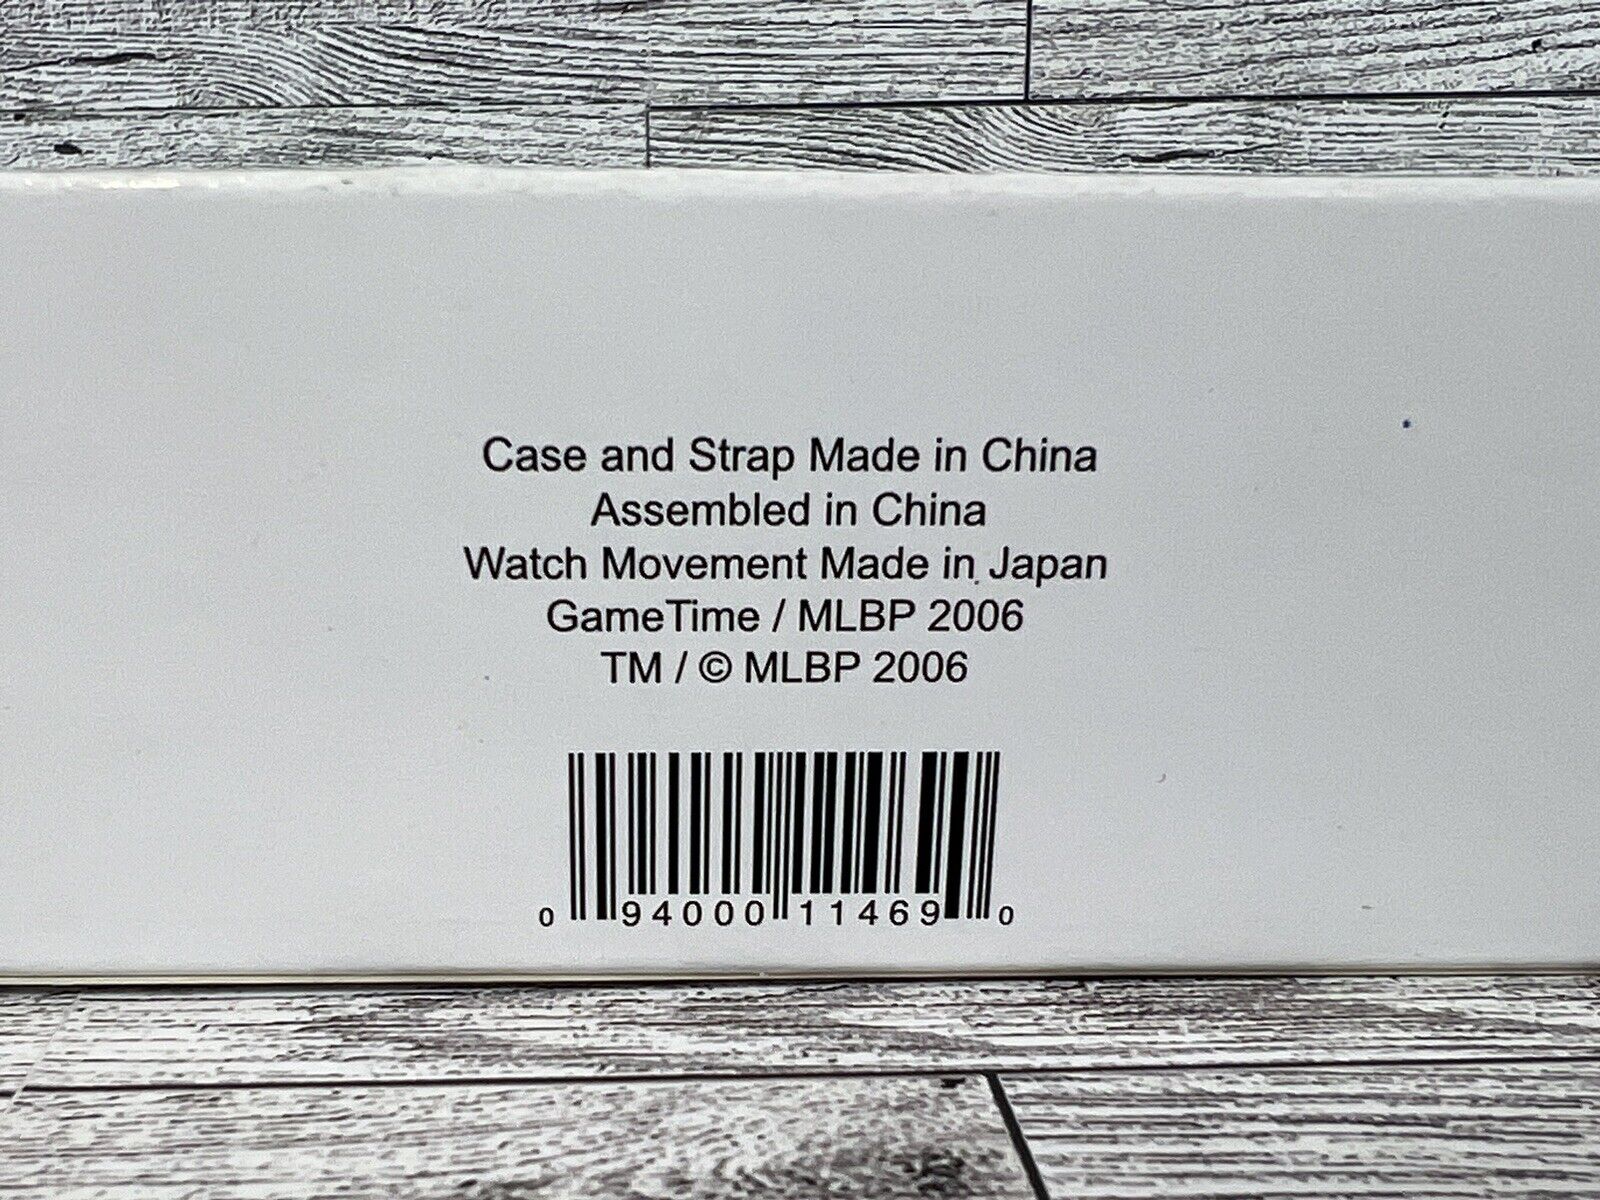 Case and Strap Made in China
Assembled in China
Watch Movement Made in Japan
GameTime / MLBP 2006
TM / © MLBP 2006
0 94000 11469 0